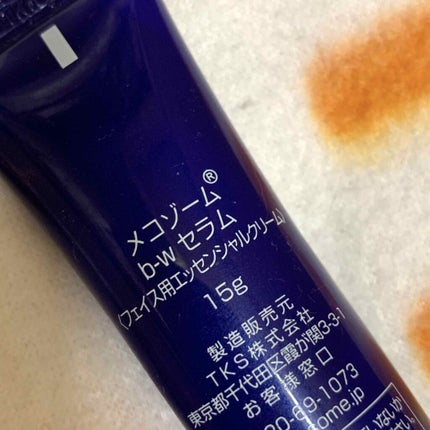 メコゾーム®
b-w セラム
(フェイス用エッセンシャルクリーム)
15g
製造販売元
TKS株式会社
東京都千代田区霞が関3-3-1
お客様窓口